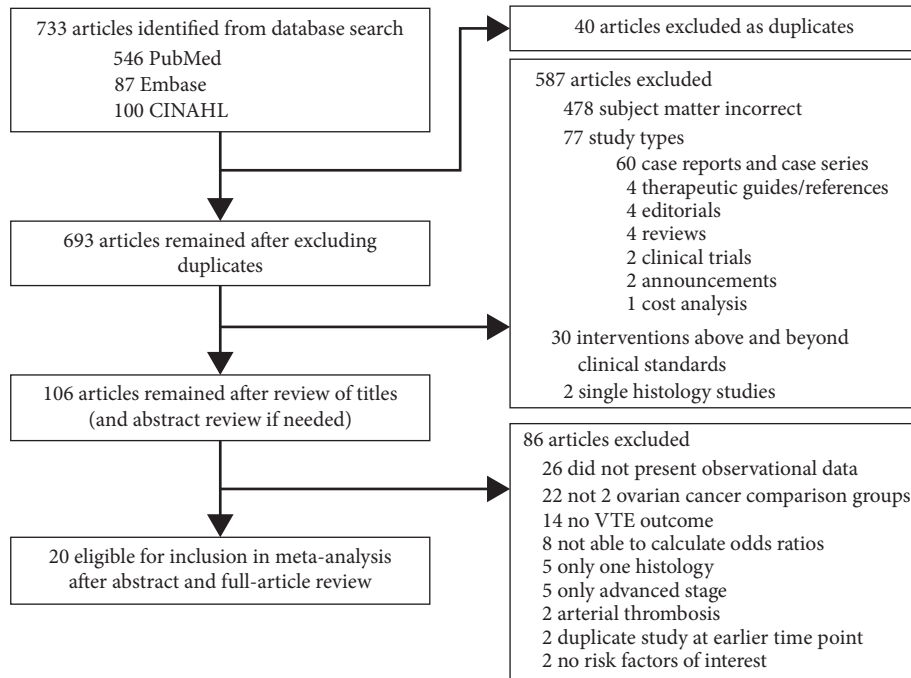 733 articles identified from database search
546 PubMed
87 Embase
100 CINAHL
40 articles excluded as duplicates
693 articles remained after excluding
duplicates
587 articles excluded
478 subject matter incorrect
77 study types
60 case reports and case series
4 therapeutic guides/references
4 editorials
4 reviews
2 clinical trials
2 announcements
1 cost analysis
30 interventions above and beyond
clinical standards
2 single histology studies
106 articles remained after review of titles
(and abstract review if needed)
86 articles excluded
26 did not present observational data
22 not 2 ovarian cancer comparison groups
14 no VTE outcome
8 not able to calculate odds ratios
5 only one histology
5 only advanced stage
2 arterial thrombosis
2 duplicate study at earlier time point
2 no risk factors of interest
20 eligible for inclusion in meta-analysis
after abstract and full-article review